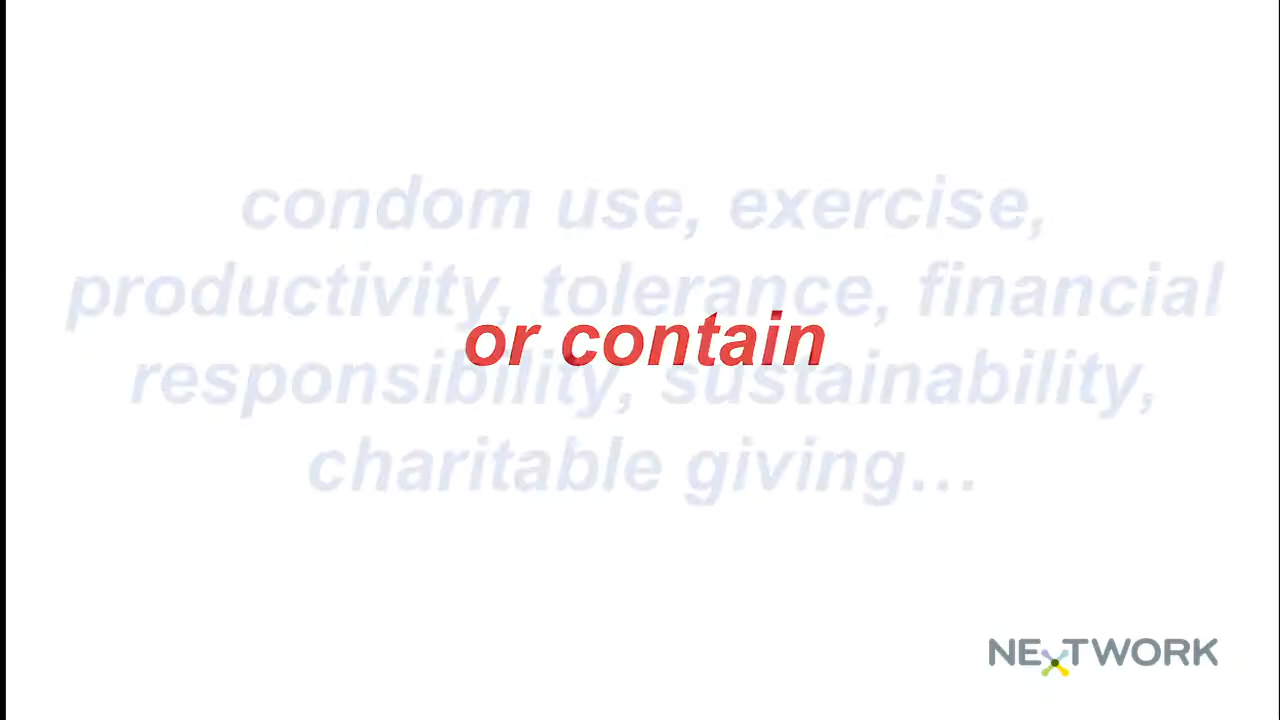 condom use, exercise,
productivity, tolerance, financial
or contain
responsibility, sustainability,
charitable giving...
NEXTWORK